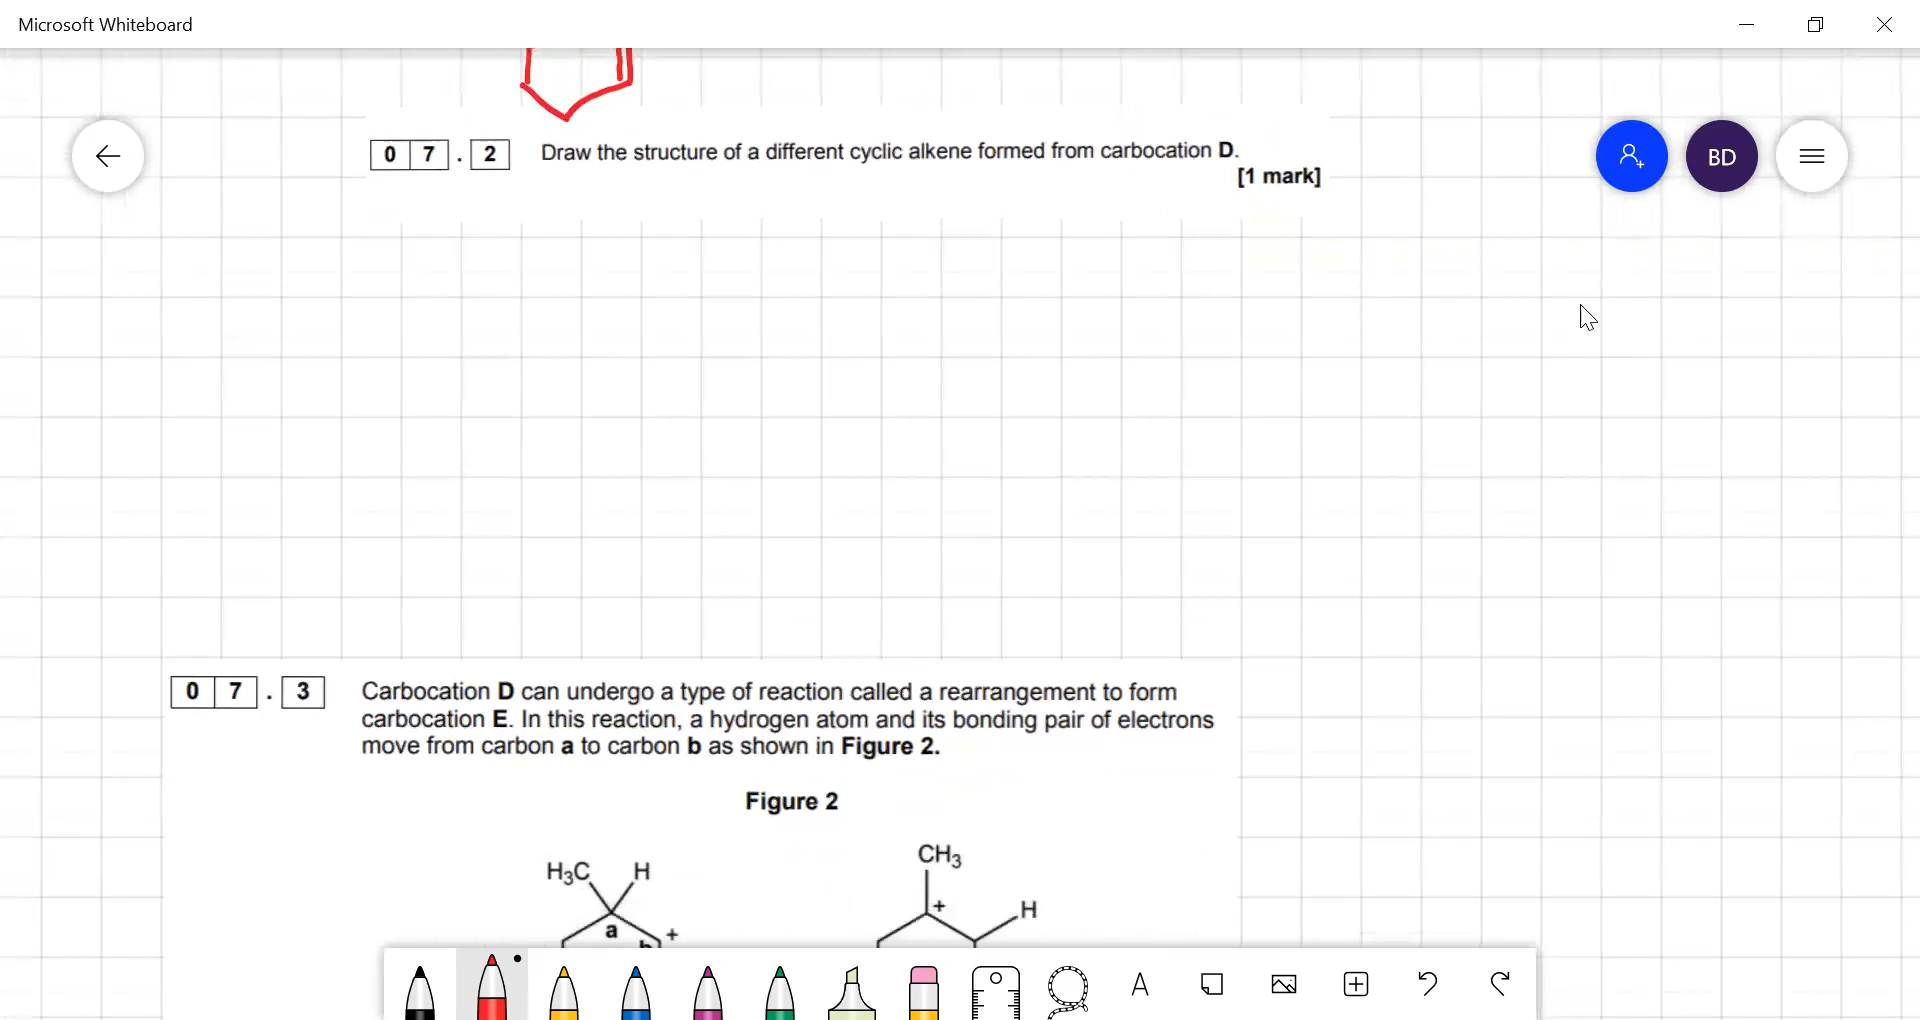 Microsoft Whiteboard
0 7 . 2 Draw the structure of a different cyclic alkene formed from carbocation D.
[1 mark]
BD
0 7 . 3 Carbocation D can undergo a type of reaction called a rearrangement to form
carbocation E. In this reaction, a hydrogen atom and its bonding pair of electrons
move from carbon a to carbon b as shown in Figure 2.
Figure 2
H₃C H
CH₃
+
H
a
+
A